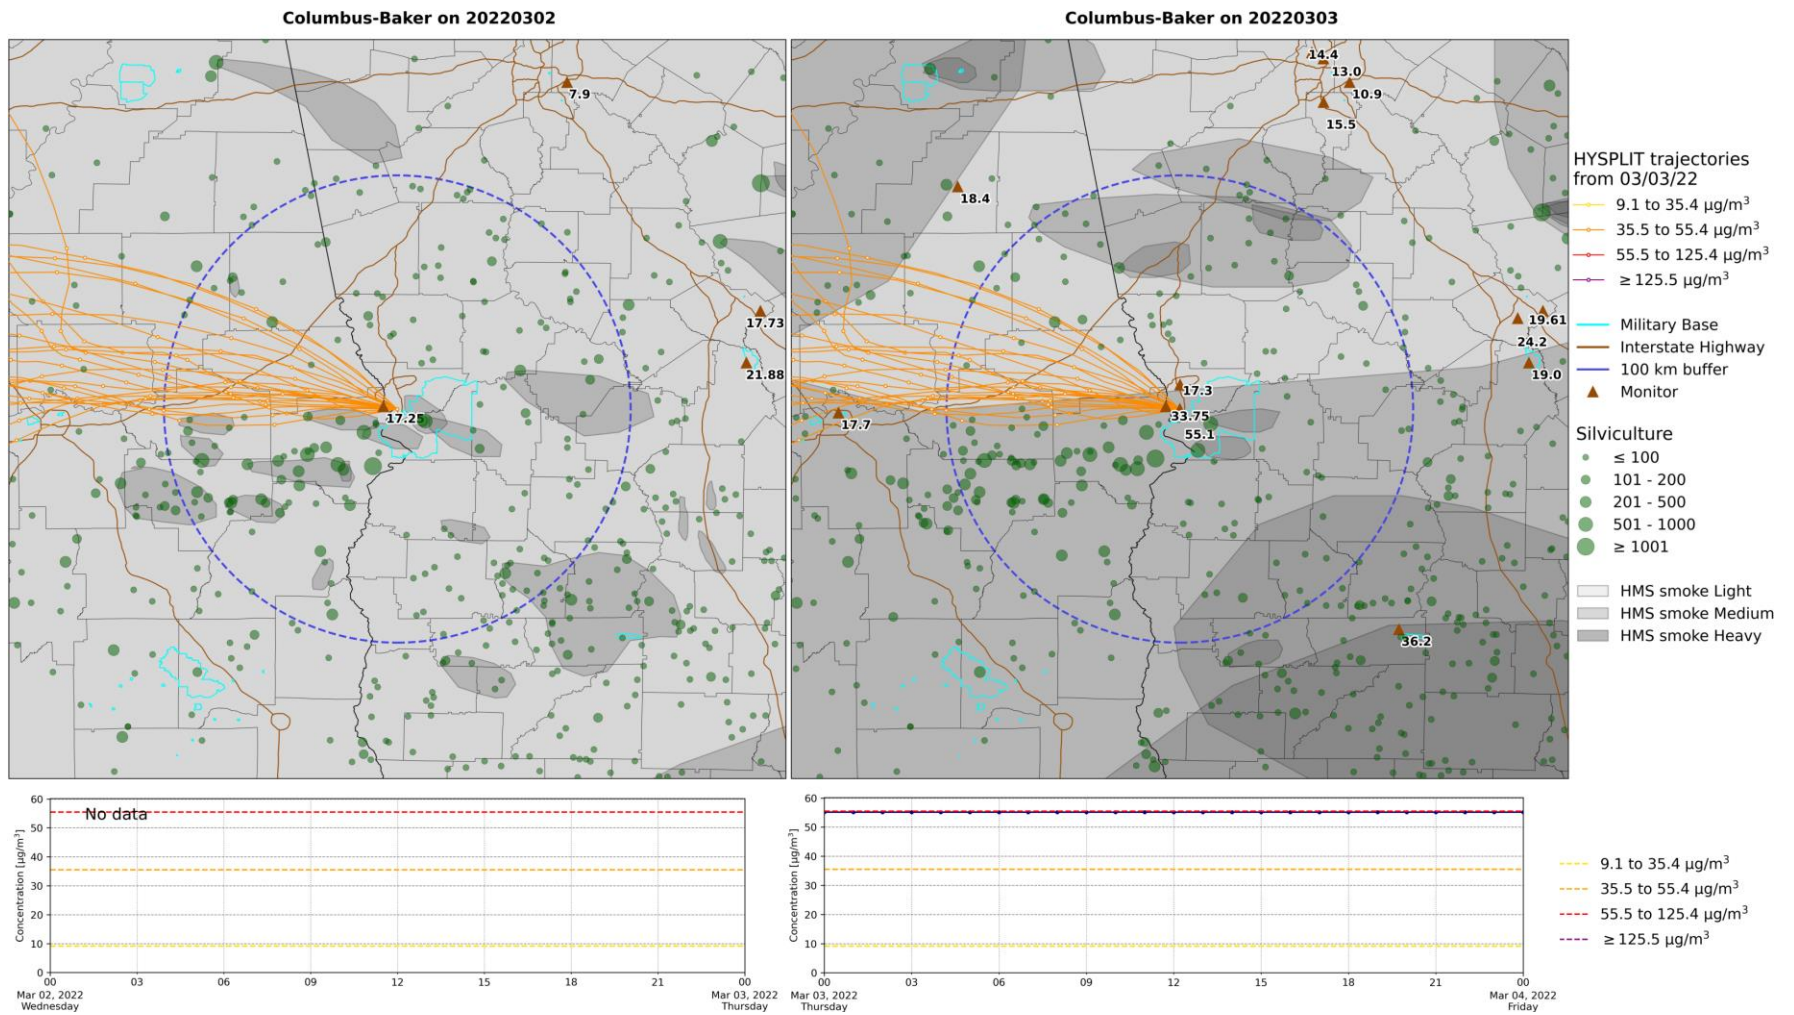 Columbus-Baker on 20220302
7.9
17.73
21.88
17.25
Columbus-Baker on 20220303
14.4
13.0
10.9
15.5
18.4
19.61
24.2
19.0
17.3
33.75
17.7
55.1
36.2
HYSPLIT trajectories
from 03/03/22
9.1 to 35.4 μg/m³
35.5 to 55.4 μg/m³
55.5 to 125.4 μg/m³
≥ 125.5 μg/m³
Military Base
Interstate Highway
100 km buffer
Monitor
Silviculture
≤ 100
101 - 200
201 - 500
501 - 1000
≥ 1001
HMS smoke Light
HMS smoke Medium
HMS smoke Heavy
Concentration [μg/m³]
60
50
40
30
20
10
0
No data
00 03 06 09 12 15 18 21 00
Mar 02, 2022
Wednesday
Mar 03, 2022
Thursday
Concentration [μg/m³]
60
50
40
30
20
10
0
00 03 06 09 12 15 18 21 00
Mar 03, 2022
Thursday
Mar 04, 2022
Friday
9.1 to 35.4 μg/m³
35.5 to 55.4 μg/m³
55.5 to 125.4 μg/m³
≥ 125.5 μg/m³